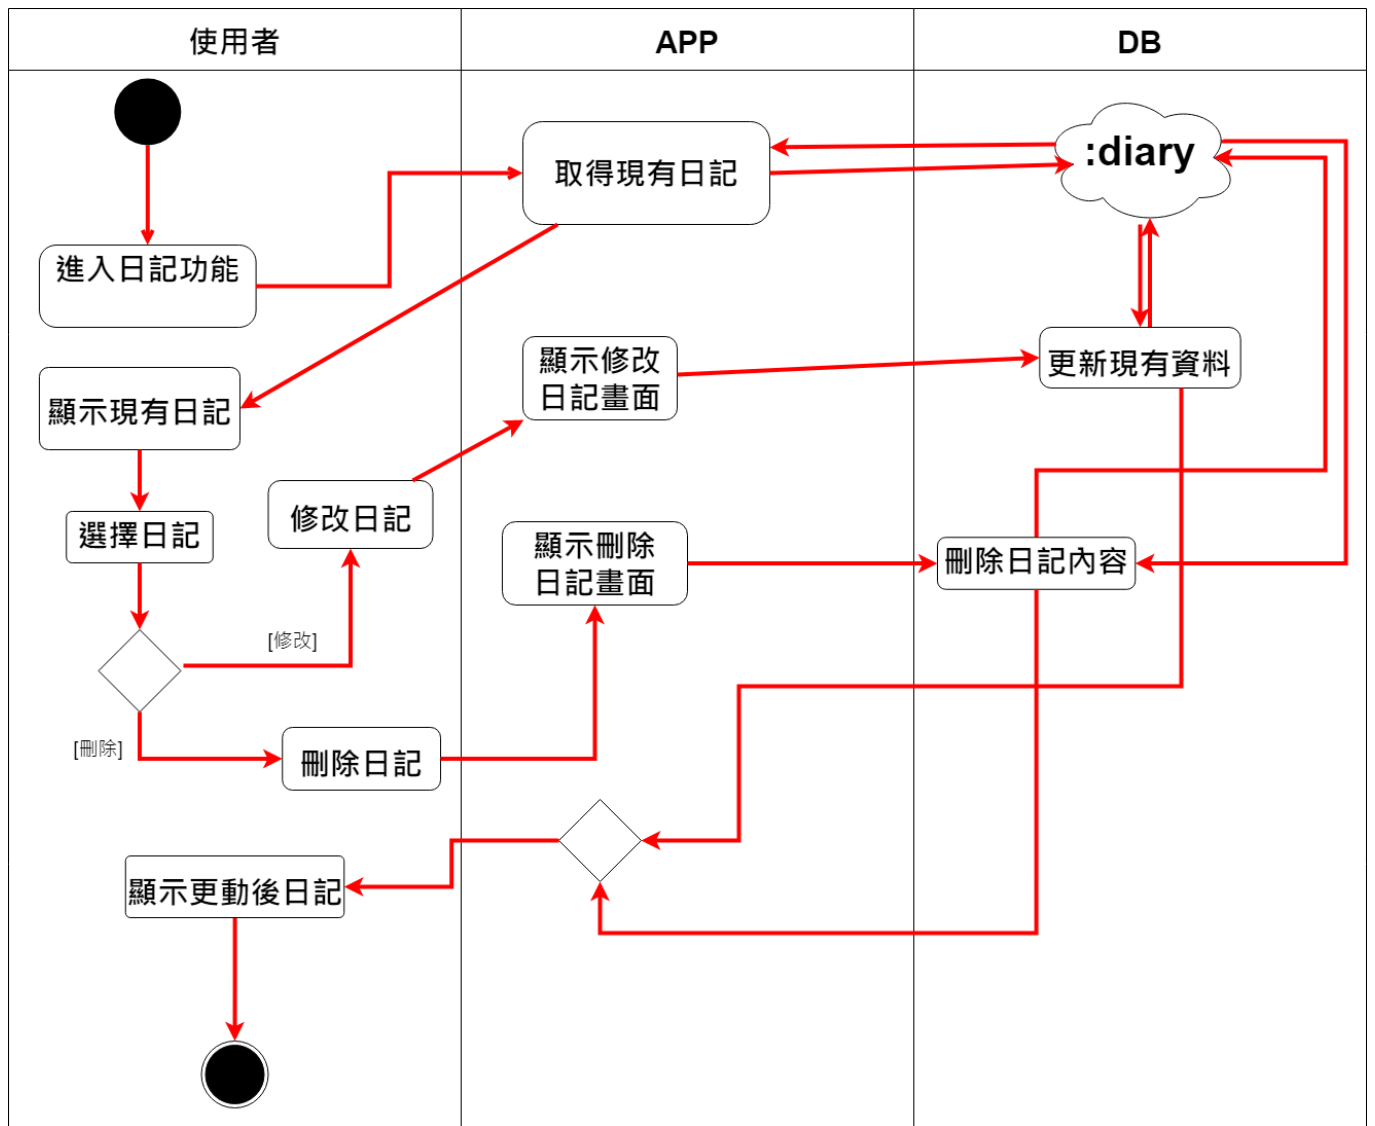 使用者
APP
DB
:diary
取得現有日記
進入日記功能
顯示修改
日記畫面
更新現有資料
顯示現有日記
修改日記
選擇日記
顯示刪除
日記畫面
刪除日記內容
[修改]
[刪除]
刪除日記
顯示更動後日記